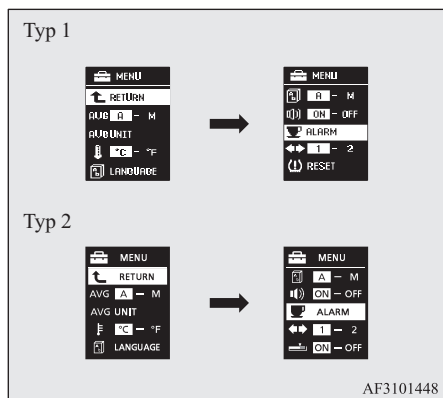 Typ 1
MENU
RETURN
AVG A - M
AVG UNIT
°C - °F
LANGUAGE
MENU
A - M
ON - OFF
ALARM
1 - 2
RESET
Typ 2
MENU
RETURN
AVG A - M
AVG UNIT
°C - °F
LANGUAGE
MENU
A - M
ON - OFF
ALARM
1 - 2
ON - OFF
AF3101448